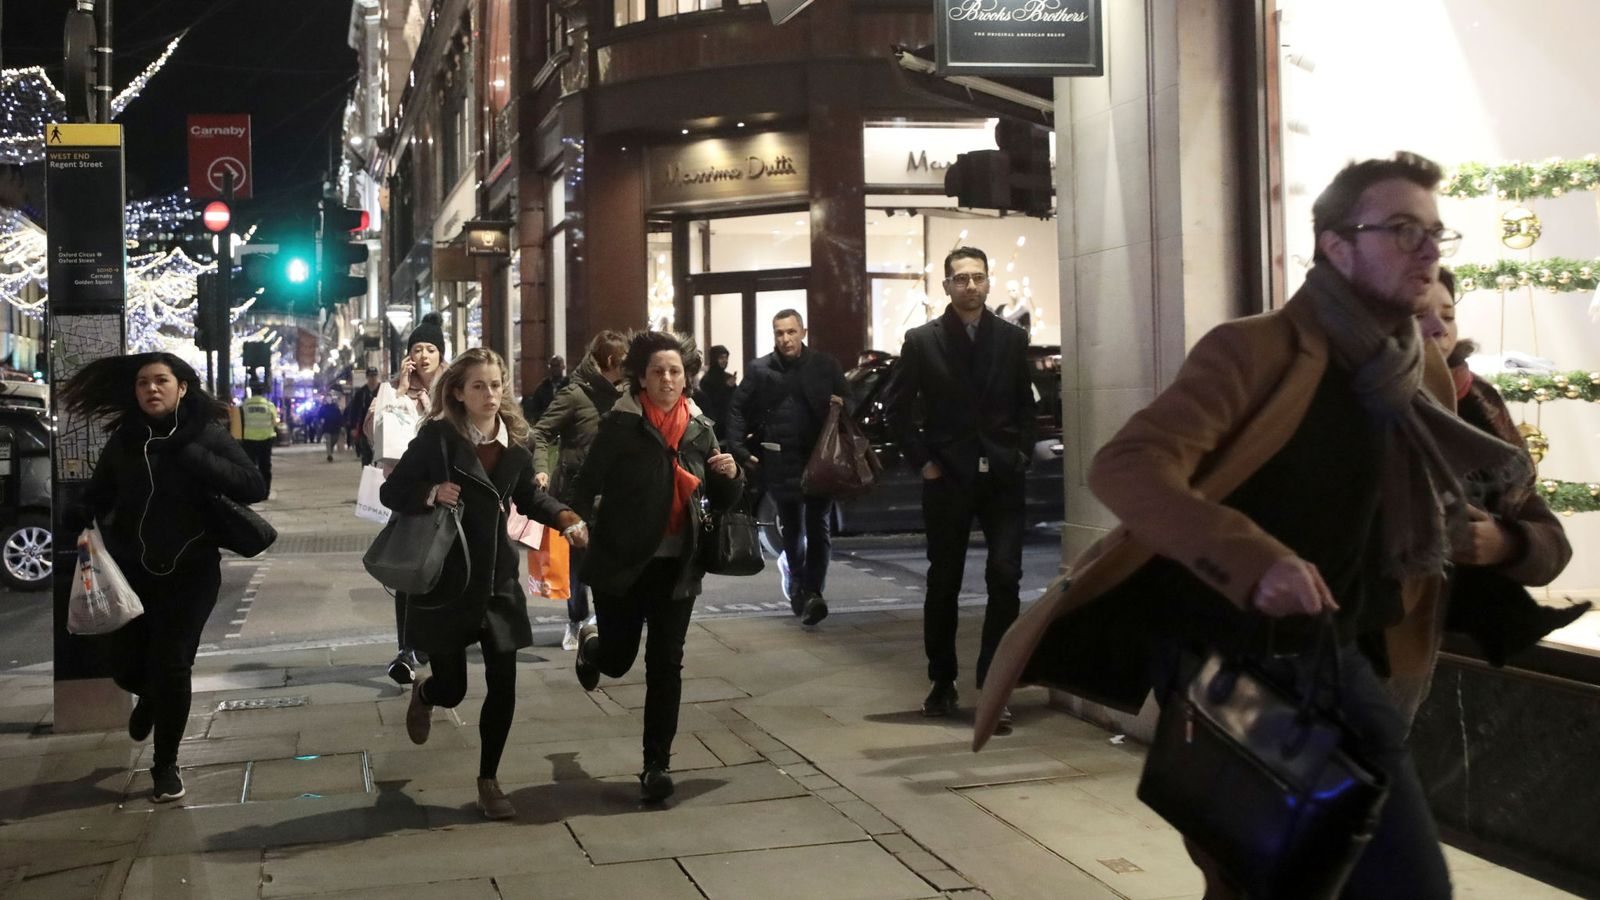 Brooks Brothers
THE ORIGINAL AMERICAN BRAND
Carnaby
WEST END
Regent Street
Massimo Dutti
Oxford Circus
Oxford Street
SOHO
Carnaby
Golden Square
TOPMAN